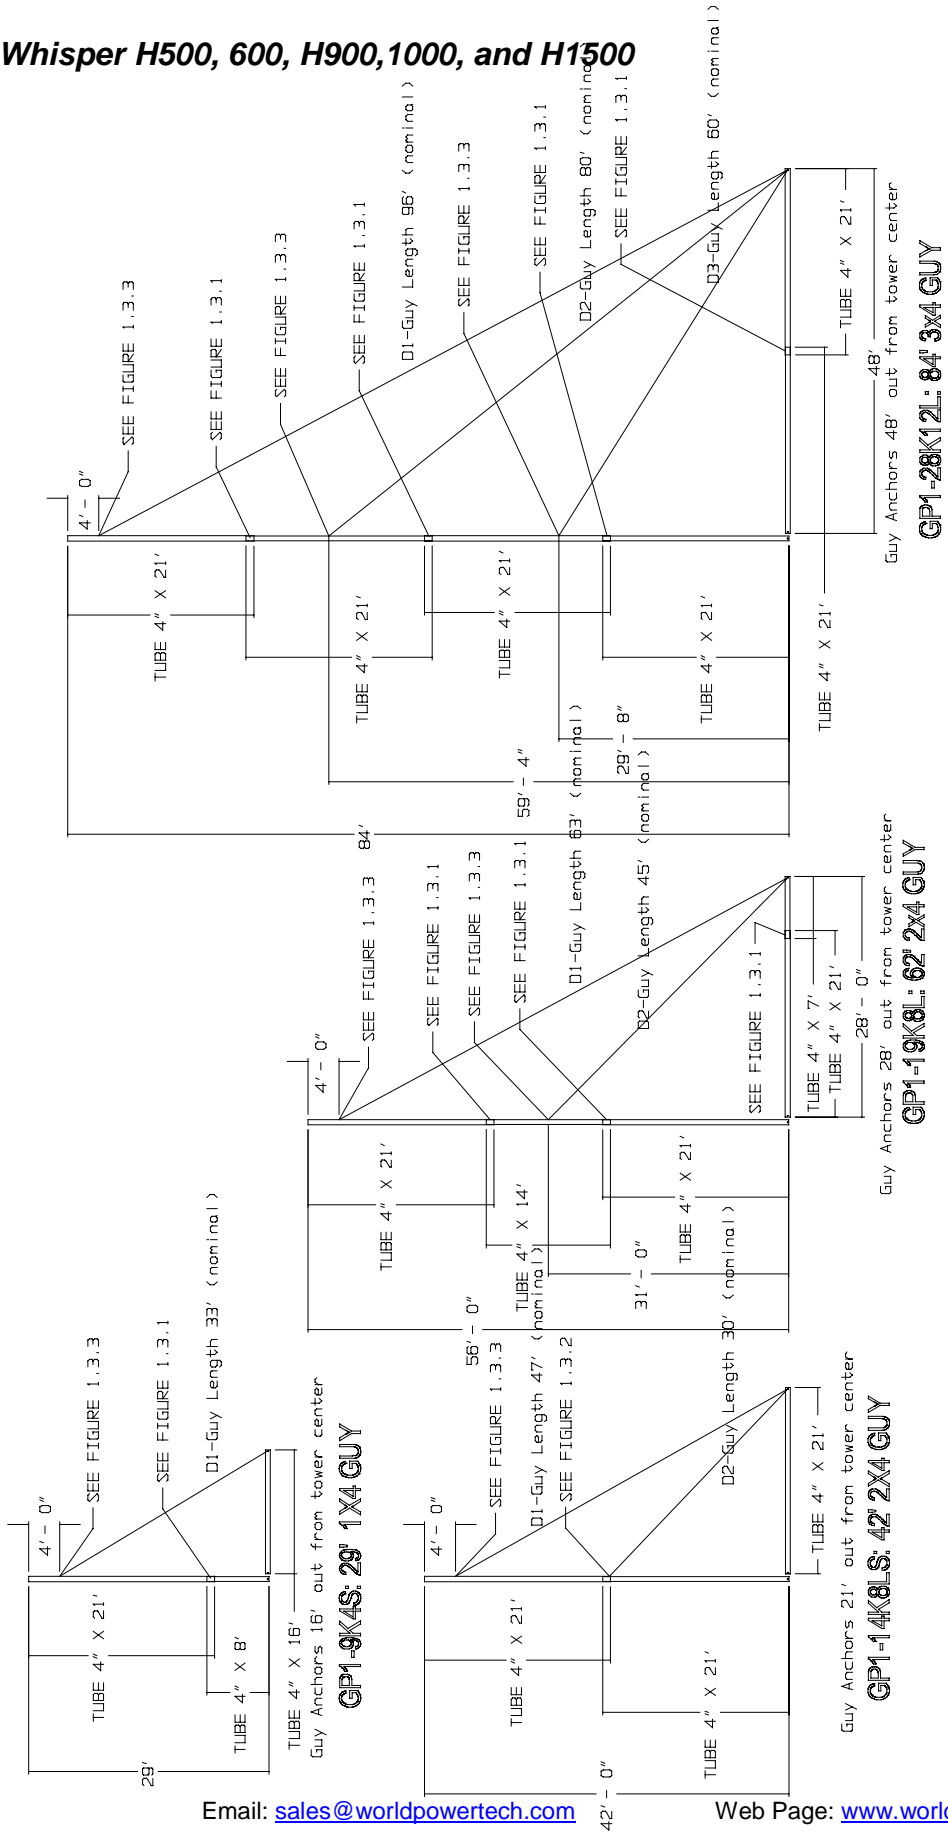 Whisper H500, 600, H900,1000, and H1500
4' - 0"
SEE FIGURE 1.3.3
SEE FIGURE 1.3.1
SEE FIGURE 1.3.3
SEE FIGURE 1.3.1
D1-Guy Length 96' (nominal)
SEE FIGURE 1.3.3
SEE FIGURE 1.3.1
D2-Guy Length 80' (nominal)
SEE FIGURE 1.3.1
D3-Guy Length 60' (nominal)
TUBE 4" X 21'
TUBE 4" X 21'
TUBE 4" X 21'
TUBE 4" X 21'
TUBE 4" X 21'
TUBE 4" X 21'
48'
29' - 8"
59' - 4"
84'
Guy Anchors 48' out from tower center
GP1-28K12L: 84' 3x4 GUY
4' - 0"
SEE FIGURE 1.3.3
SEE FIGURE 1.3.1
SEE FIGURE 1.3.3
SEE FIGURE 1.3.1
D1-Guy Length 63' (nominal)
D2-Guy Length 45' (nominal)
SEE FIGURE 1.3.1
TUBE 4" X 21'
TUBE 4" X 14'
TUBE 4" X 21'
TUBE 4" X 7'
TUBE 4" X 21'
28' - 0"
31' - 0"
56' - 0"
Guy Anchors 28' out from tower center
GP1-19K8L: 62' 2x4 GUY
4' - 0"
SEE FIGURE 1.3.3
SEE FIGURE 1.3.1
D1-Guy Length 33' (nominal)
TUBE 4" X 21'
TUBE 4" X 8'
TUBE 4" X 16'
29'
Guy Anchors 16' out from tower center
GP1-9K4S: 29' 1X4 GUY
4' - 0"
SEE FIGURE 1.3.3
D1-Guy Length 47' (nominal)
SEE FIGURE 1.3.2
D2-Guy Length 30' (nominal)
TUBE 4" X 21'
TUBE 4" X 21'
TUBE 4" X 21'
42' - 0"
Guy Anchors 21' out from tower center
GP1-14K8LS: 42' 2X4 GUY
Email: sales@worldpowertech.com Web Page: www.worl